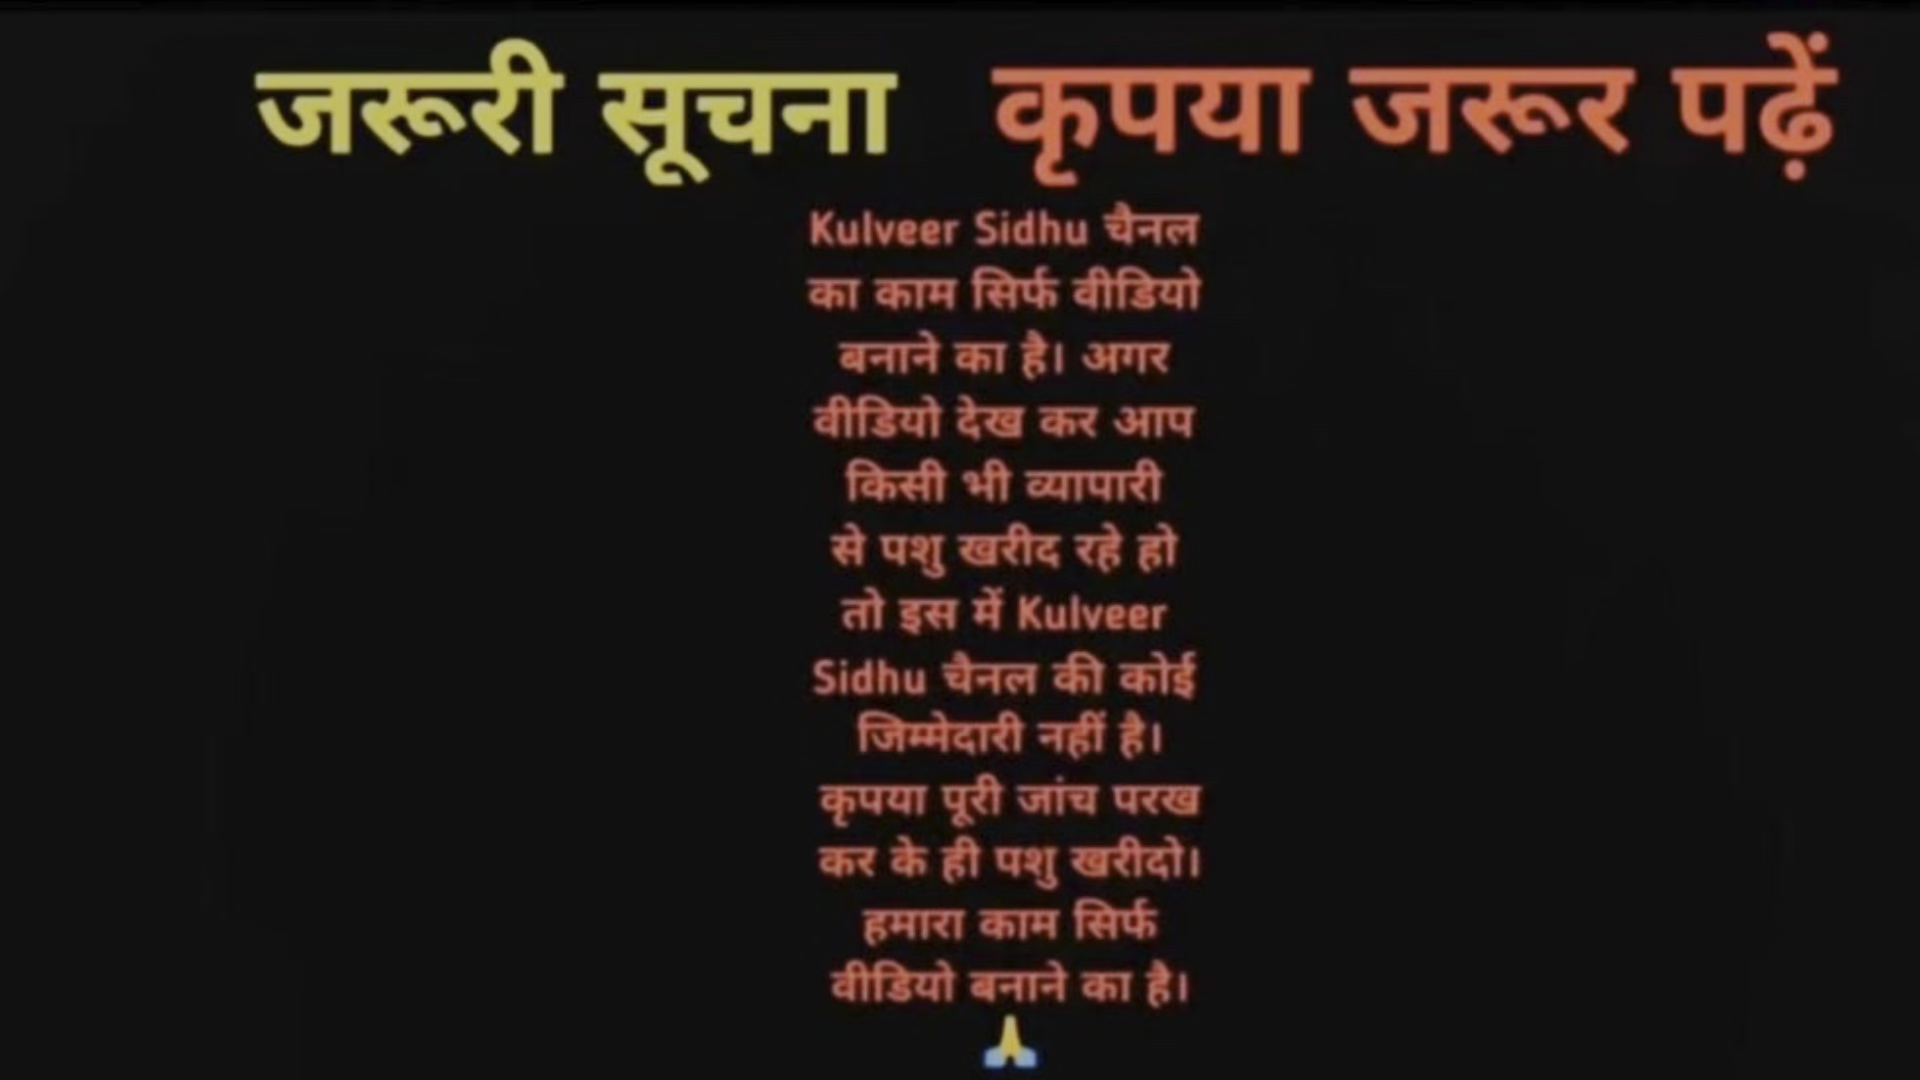 जरूरी सूचना कृपया जरूर पढ़ें
Kulveer Sidhu चैनल
का काम सिर्फ वीडियो
बनाने का है। अगर
वीडियो देख कर आप
किसी भी व्यापारी
से पशु खरीद रहे हो
तो इस में Kulveer
Sidhu चैनल की कोई
जिम्मेदारी नहीं है।
कृपया पूरी जांच परख
कर के ही पशु खरीदो।
हमारा काम सिर्फ
वीडियो बनाने का है।
🙏